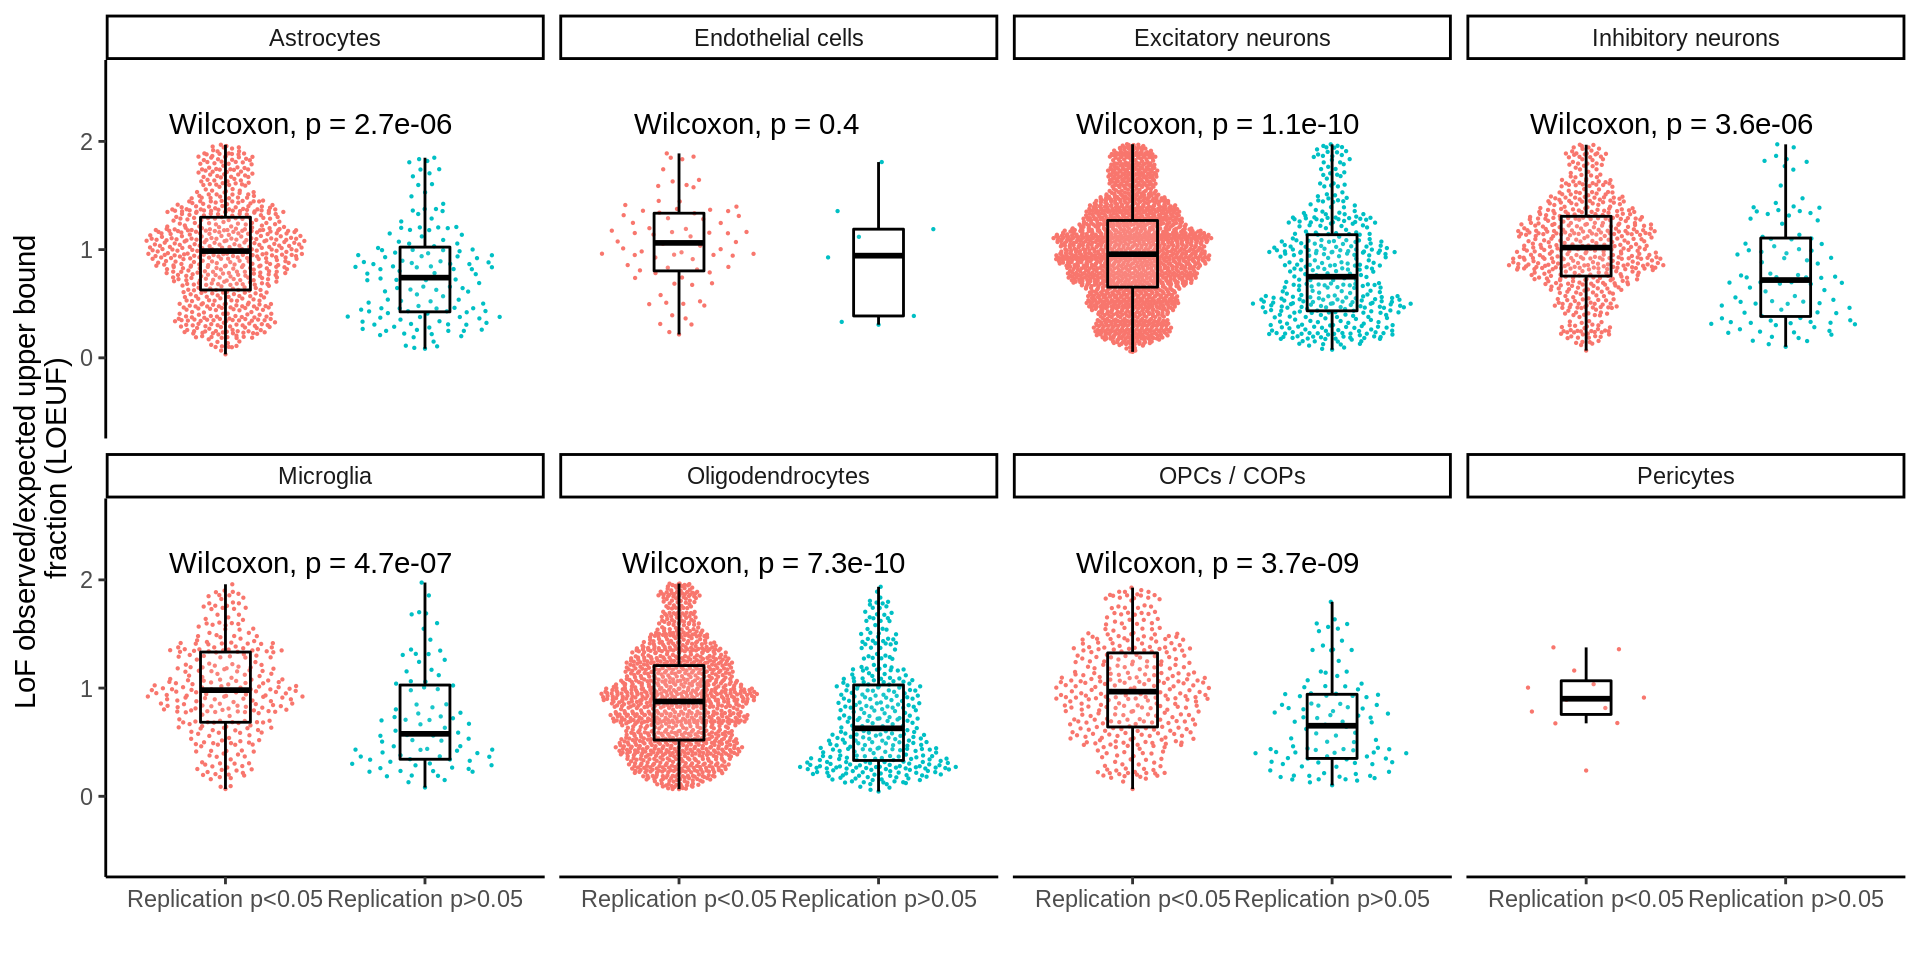 Astrocytes
Endothelial cells
Excitatory neurons
Inhibitory neurons
Wilcoxon, p = 2.7e-06
Wilcoxon, p = 0.4
Wilcoxon, p = 1.1e-10
Wilcoxon, p = 3.6e-06
2
1
0
LoF observed/expected upper bound
fraction (LOEUF)
Microglia
Oligodendrocytes
OPCs / COPs
Pericytes
Wilcoxon, p = 4.7e-07
Wilcoxon, p = 7.3e-10
Wilcoxon, p = 3.7e-09
2
1
0
Replication p<0.05
Replication p>0.05
Replication p<0.05
Replication p>0.05
Replication p<0.05
Replication p>0.05
Replication p<0.05
Replication p>0.05